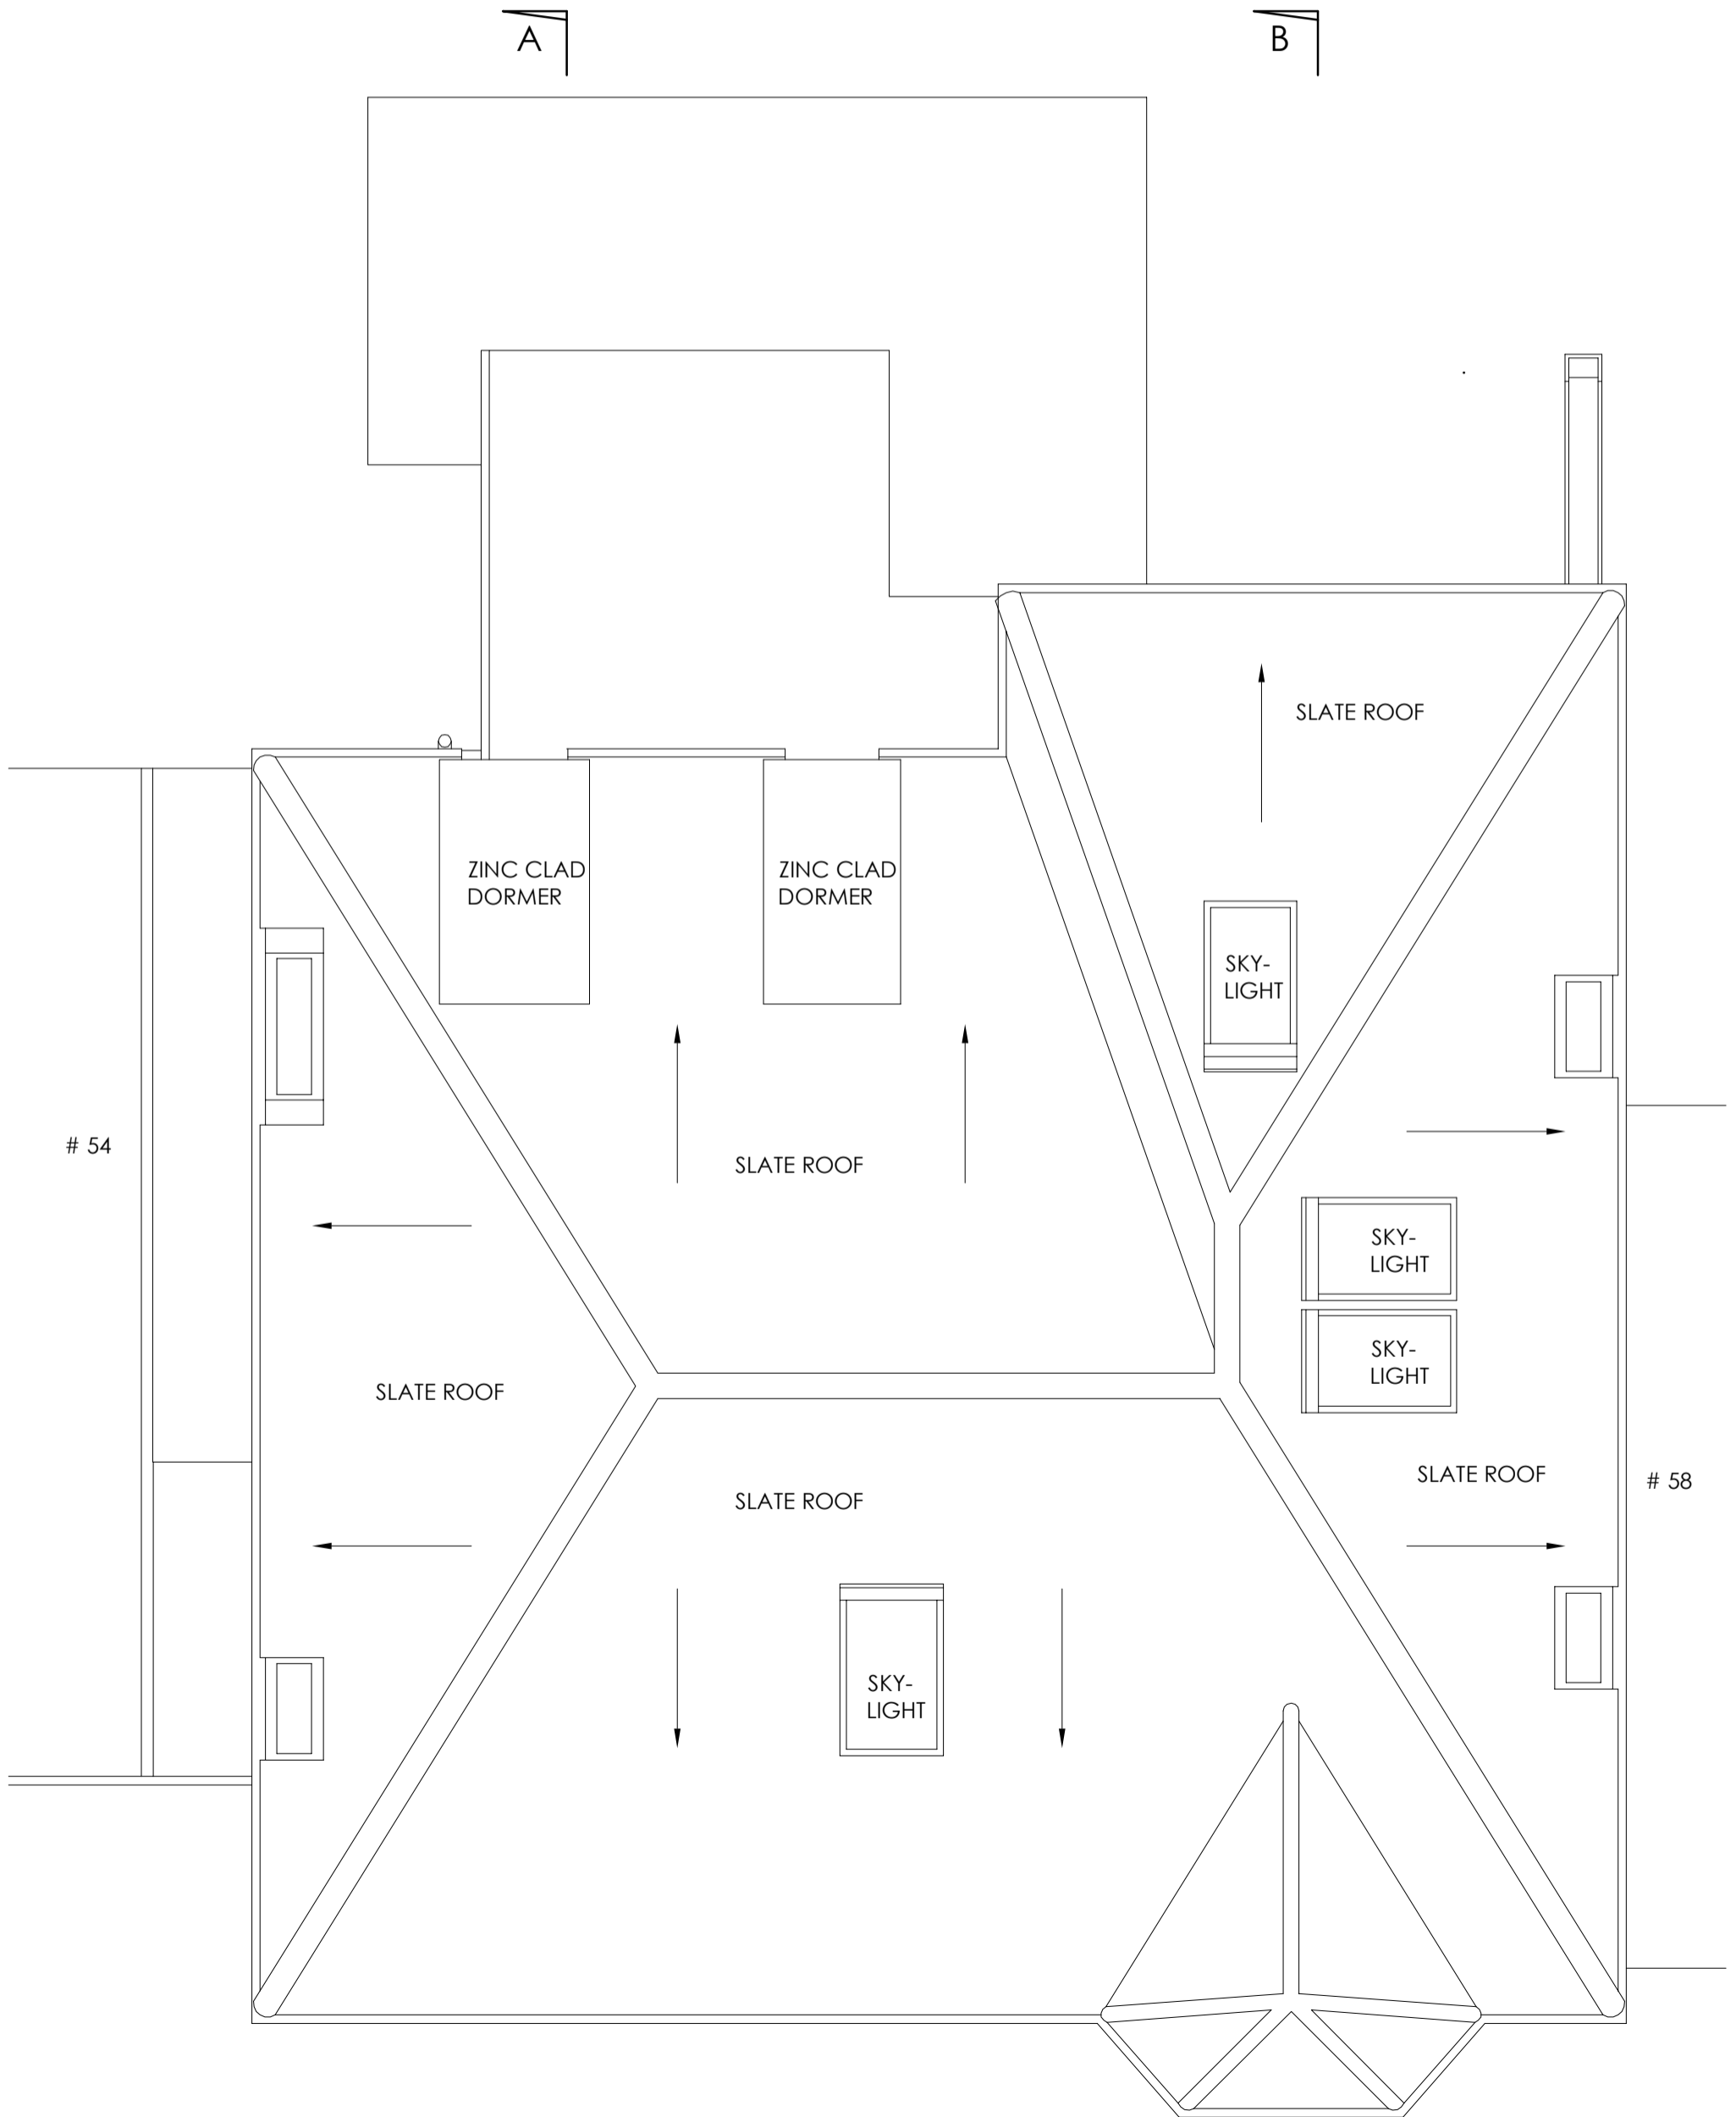 A
B
SLATE ROOF
ZINC CLAD
DORMER
ZINC CLAD
DORMER
SKY-
LIGHT
# 54
SLATE ROOF
SKY-
LIGHT
SKY-
LIGHT
SLATE ROOF
SLATE ROOF
# 58
SLATE ROOF
SKY-
LIGHT